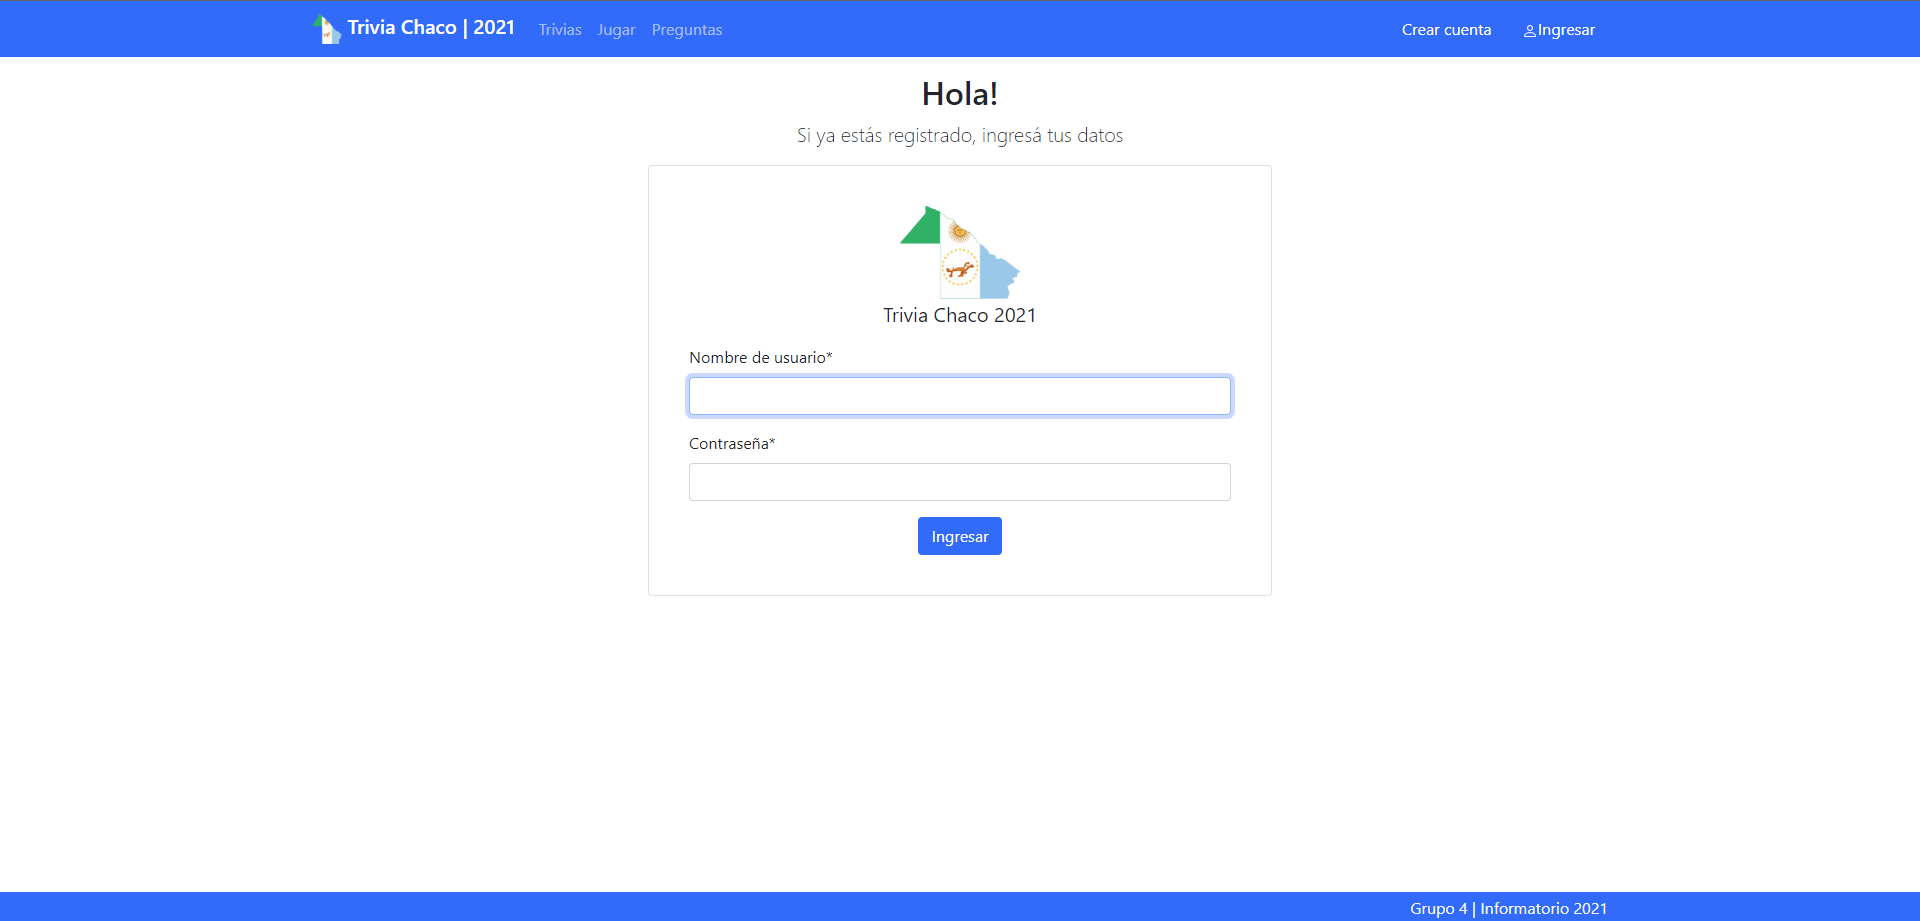 Trivia Chaco | 2021 Trivias Jugar Preguntas Crear cuenta Ingresar
Hola!
Si ya estás registrado, ingresá tus datos
Trivia Chaco 2021
Nombre de usuario*
Contraseña*
Ingresar
Grupo 4 | Informatorio 2021